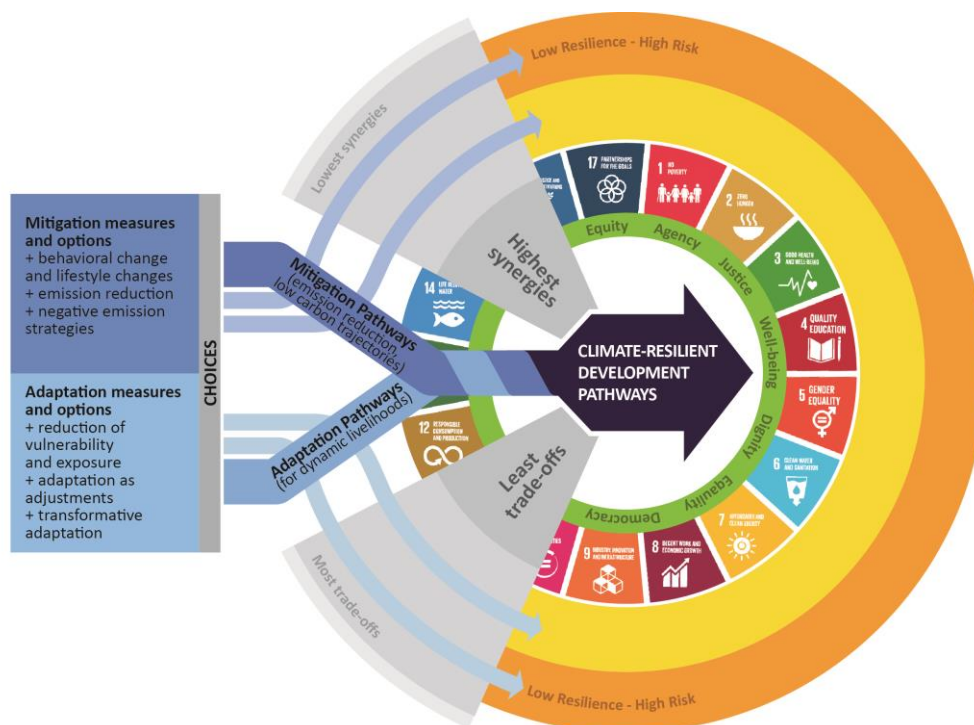 Mitigation measures
and options
+ behavioral change
and lifestyle changes
+ emission reduction
+ negative emission
strategies
Adaptation measures
and options
+ reduction of
vulnerability
and exposure
+ adaptation as
adjustments
+ transformative
adaptation
CHOICES
Mitigation Pathways
(emission reduction,
low carbon trajectories)
Adaptation Pathways
(for dynamic livelihoods)
Lowest synergies
Highest
synergies
Most trade-offs
Least
trade-offs
CLIMATE-RESILIENT
DEVELOPMENT
PATHWAYS
Low Resilience - High Risk
17 PARTNERSHIPS
FOR THE GOALS
1 NO
POVERTY
2 ZERO
HUNGER
3 GOOD HEALTH
AND WELL-BEING
4 QUALITY
EDUCATION
5 GENDER
EQUALITY
6 CLEAN WATER
AND SANITATION
7 AFFORDABLE AND
CLEAN ENERGY
8 DECENT WORK AND
ECONOMIC GROWTH
9 INDUSTRY, INNOVATION
AND INFRASTRUCTURE
12 RESPONSIBLE
CONSUMPTION
AND PRODUCTION
14
WATER
Equity
Agency
Justice
Well-being
Dignity
Equality
Democracy
Low Resilience - High Risk